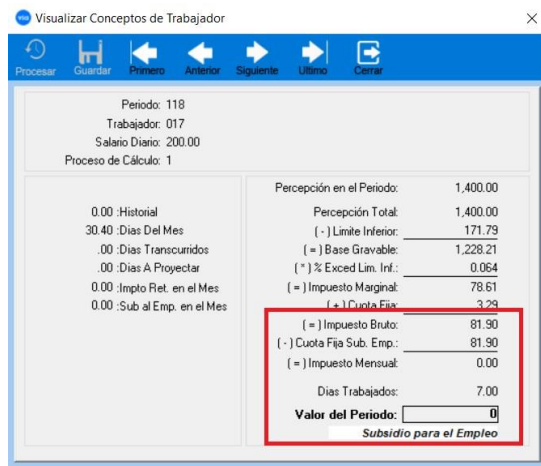 Visualizar Conceptos de Trabajador
Procesar Guardar Primero Anterior Siguiente Ultimo Cerrar
Periodo: 118
Trabajador: 017
Salario Diario: 200.00
Proceso de Cálculo: 1
0.00 :Historial
30.40 :Dias Del Mes
.00 :Dias Transcurridos
.00 :Dias A Proyectar
0.00 :Impto Ret. en el Mes
0.00 :Sub al Emp. en el Mes
Percepción en el Periodo: 1,400.00
Percepción Total: 1,400.00
( - ) Limite Inferior: 171.79
( = ) Base Gravable: 1,228.21
( * ) % Exced Lim. Inf.: 0.064
( = ) Impuesto Marginal: 78.61
( + ) Cuota Fija: 3.29
( = ) Impuesto Bruto: 81.90
( - ) Cuota Fija Sub. Emp.: 81.90
( = ) Impuesto Mensual: 0.00
Dias Trabajados: 7.00
Valor del Periodo: 0
Subsidio para el Empleo